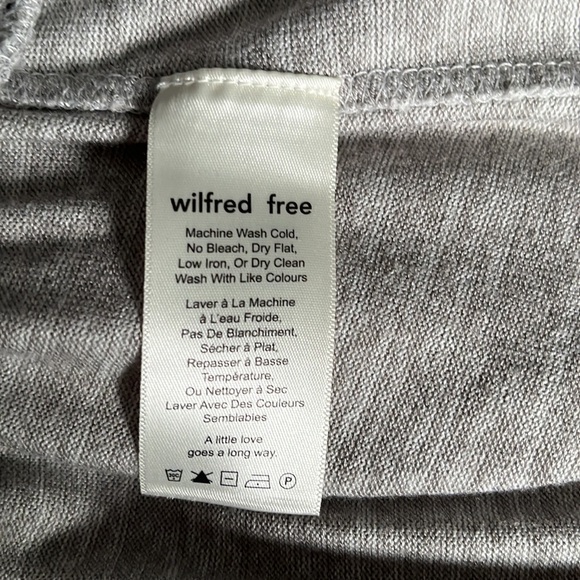 wilfred free
Machine Wash Cold,
No Bleach, Dry Flat,
Low Iron, Or Dry Clean
Wash With Like Colours
Laver à La Machine
à L'eau Froide,
Pas De Blanchiment,
Sécher à Plat,
Repasser à Basse
Température,
Ou Nettoyer à Sec
Laver Avec Des Couleurs
Semblables
A little love
goes a long way.
30C P